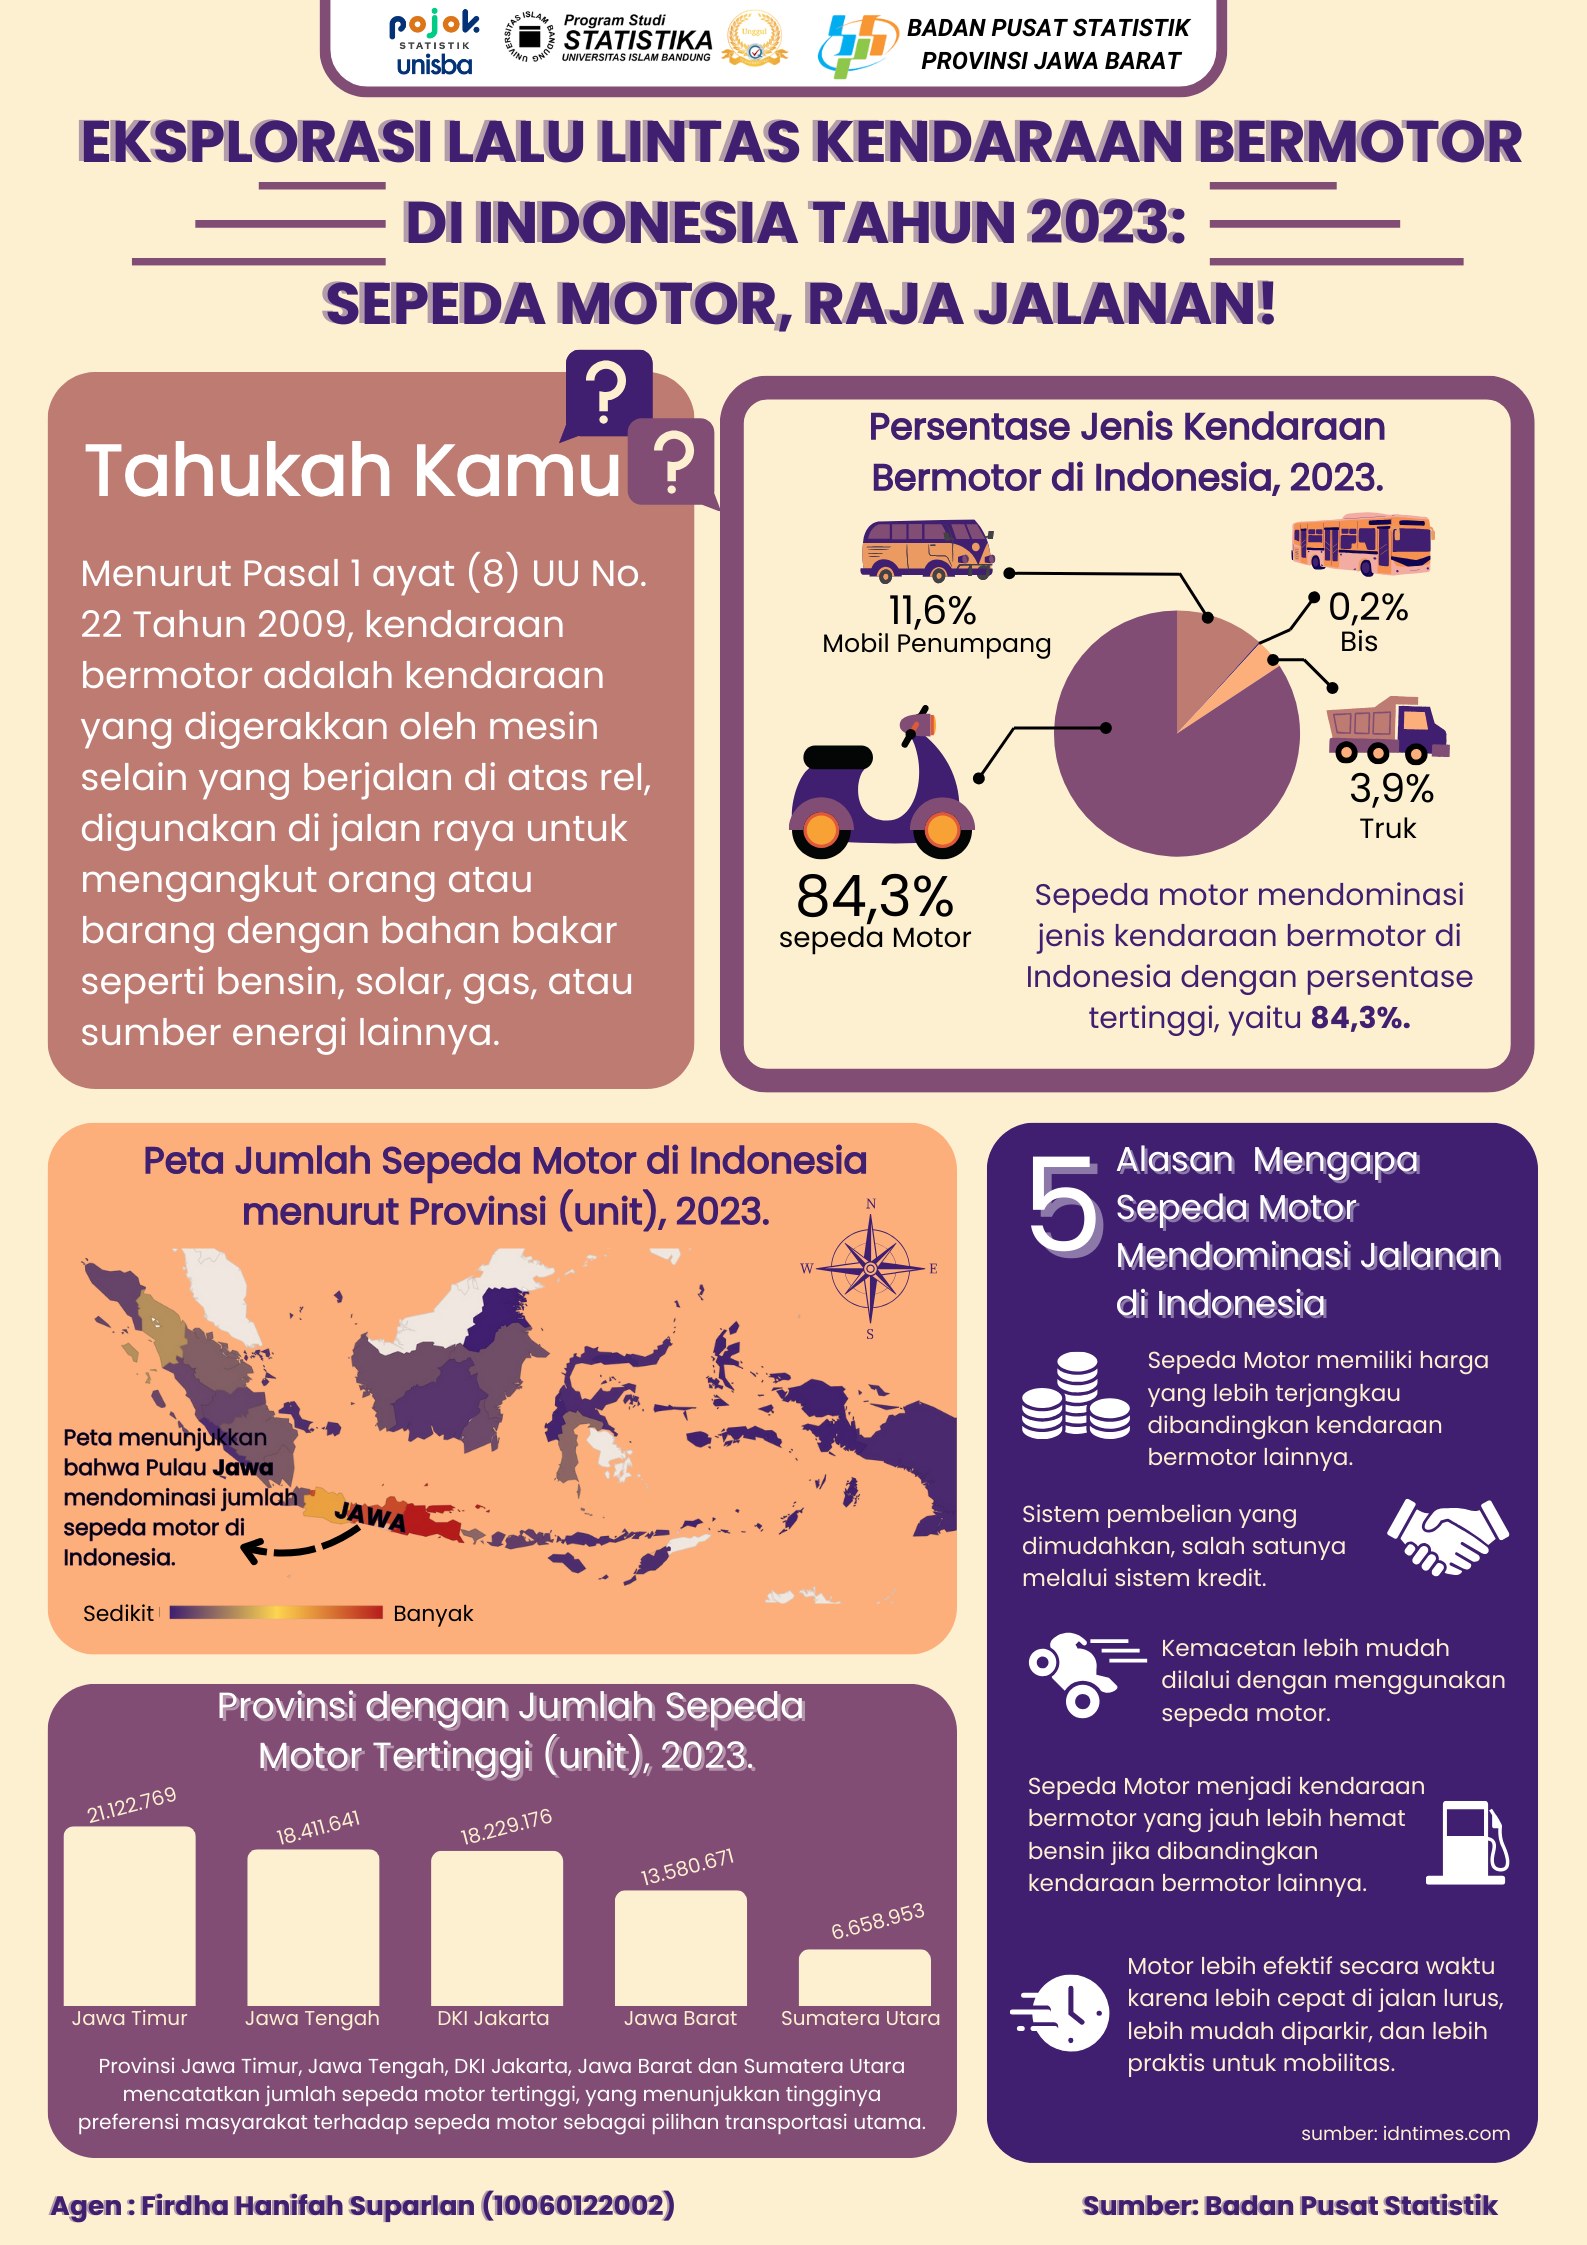 pojok
STATISTIK
unisba
UNIVERSITAS ISLAM BANDUNG
Program Studi
STATISTIKA
UNIVERSITAS ISLAM BANDUNG
Unggul
BADAN PUSAT STATISTIK
PROVINSI JAWA BARAT
EKSPLORASI LALU LINTAS KENDARAAN BERMOTOR
DI INDONESIA TAHUN 2023:
SEPEDA MOTOR, RAJA JALANAN!
Tahukah Kamu
? ?
Menurut Pasal 1 ayat (8) UU No.
22 Tahun 2009, kendaraan
bermotor adalah kendaraan
yang digerakkan oleh mesin
selain yang berjalan di atas rel,
digunakan di jalan raya untuk
mengangkut orang atau
barang dengan bahan bakar
seperti bensin, solar, gas, atau
sumber energi lainnya.
Persentase Jenis Kendaraan
Bermotor di Indonesia, 2023.
11,6%
Mobil Penumpang
0,2%
Bis
3,9%
Truk
84,3%
sepeda Motor
Sepeda motor mendominasi
jenis kendaraan bermotor di
Indonesia dengan persentase
tertinggi, yaitu 84,3%.
Peta Jumlah Sepeda Motor di Indonesia
menurut Provinsi (unit), 2023.
N
W E
S
Peta menunjukkan
bahwa Pulau Jawa
mendominasi jumlah
sepeda motor di
Indonesia.
JAWA
Sedikit Banyak
Provinsi dengan Jumlah Sepeda
Motor Tertinggi (unit), 2023.
21.122.769
18.411.641
18.229.176
13.580.671
6.658.953
Jawa Timur Jawa Tengah DKI Jakarta Jawa Barat Sumatera Utara
Provinsi Jawa Timur, Jawa Tengah, DKI Jakarta, Jawa Barat dan Sumatera Utara
mencatatkan jumlah sepeda motor tertinggi, yang menunjukkan tingginya
preferensi masyarakat terhadap sepeda motor sebagai pilihan transportasi utama.
5
Alasan Mengapa
Sepeda Motor
Mendominasi Jalanan
di Indonesia
Sepeda Motor memiliki harga
yang lebih terjangkau
dibandingkan kendaraan
bermotor lainnya.
Sistem pembelian yang
dimudahkan, salah satunya
melalui sistem kredit.
Kemacetan lebih mudah
dilalui dengan menggunakan
sepeda motor.
Sepeda Motor menjadi kendaraan
bermotor yang jauh lebih hemat
bensin jika dibandingkan
kendaraan bermotor lainnya.
Motor lebih efektif secara waktu
karena lebih cepat di jalan lurus,
lebih mudah diparkir, dan lebih
praktis untuk mobilitas.
sumber: idntimes.com
Agen : Firdha Hanifah Suparlan (10060122002)
Sumber: Badan Pusat Statistik